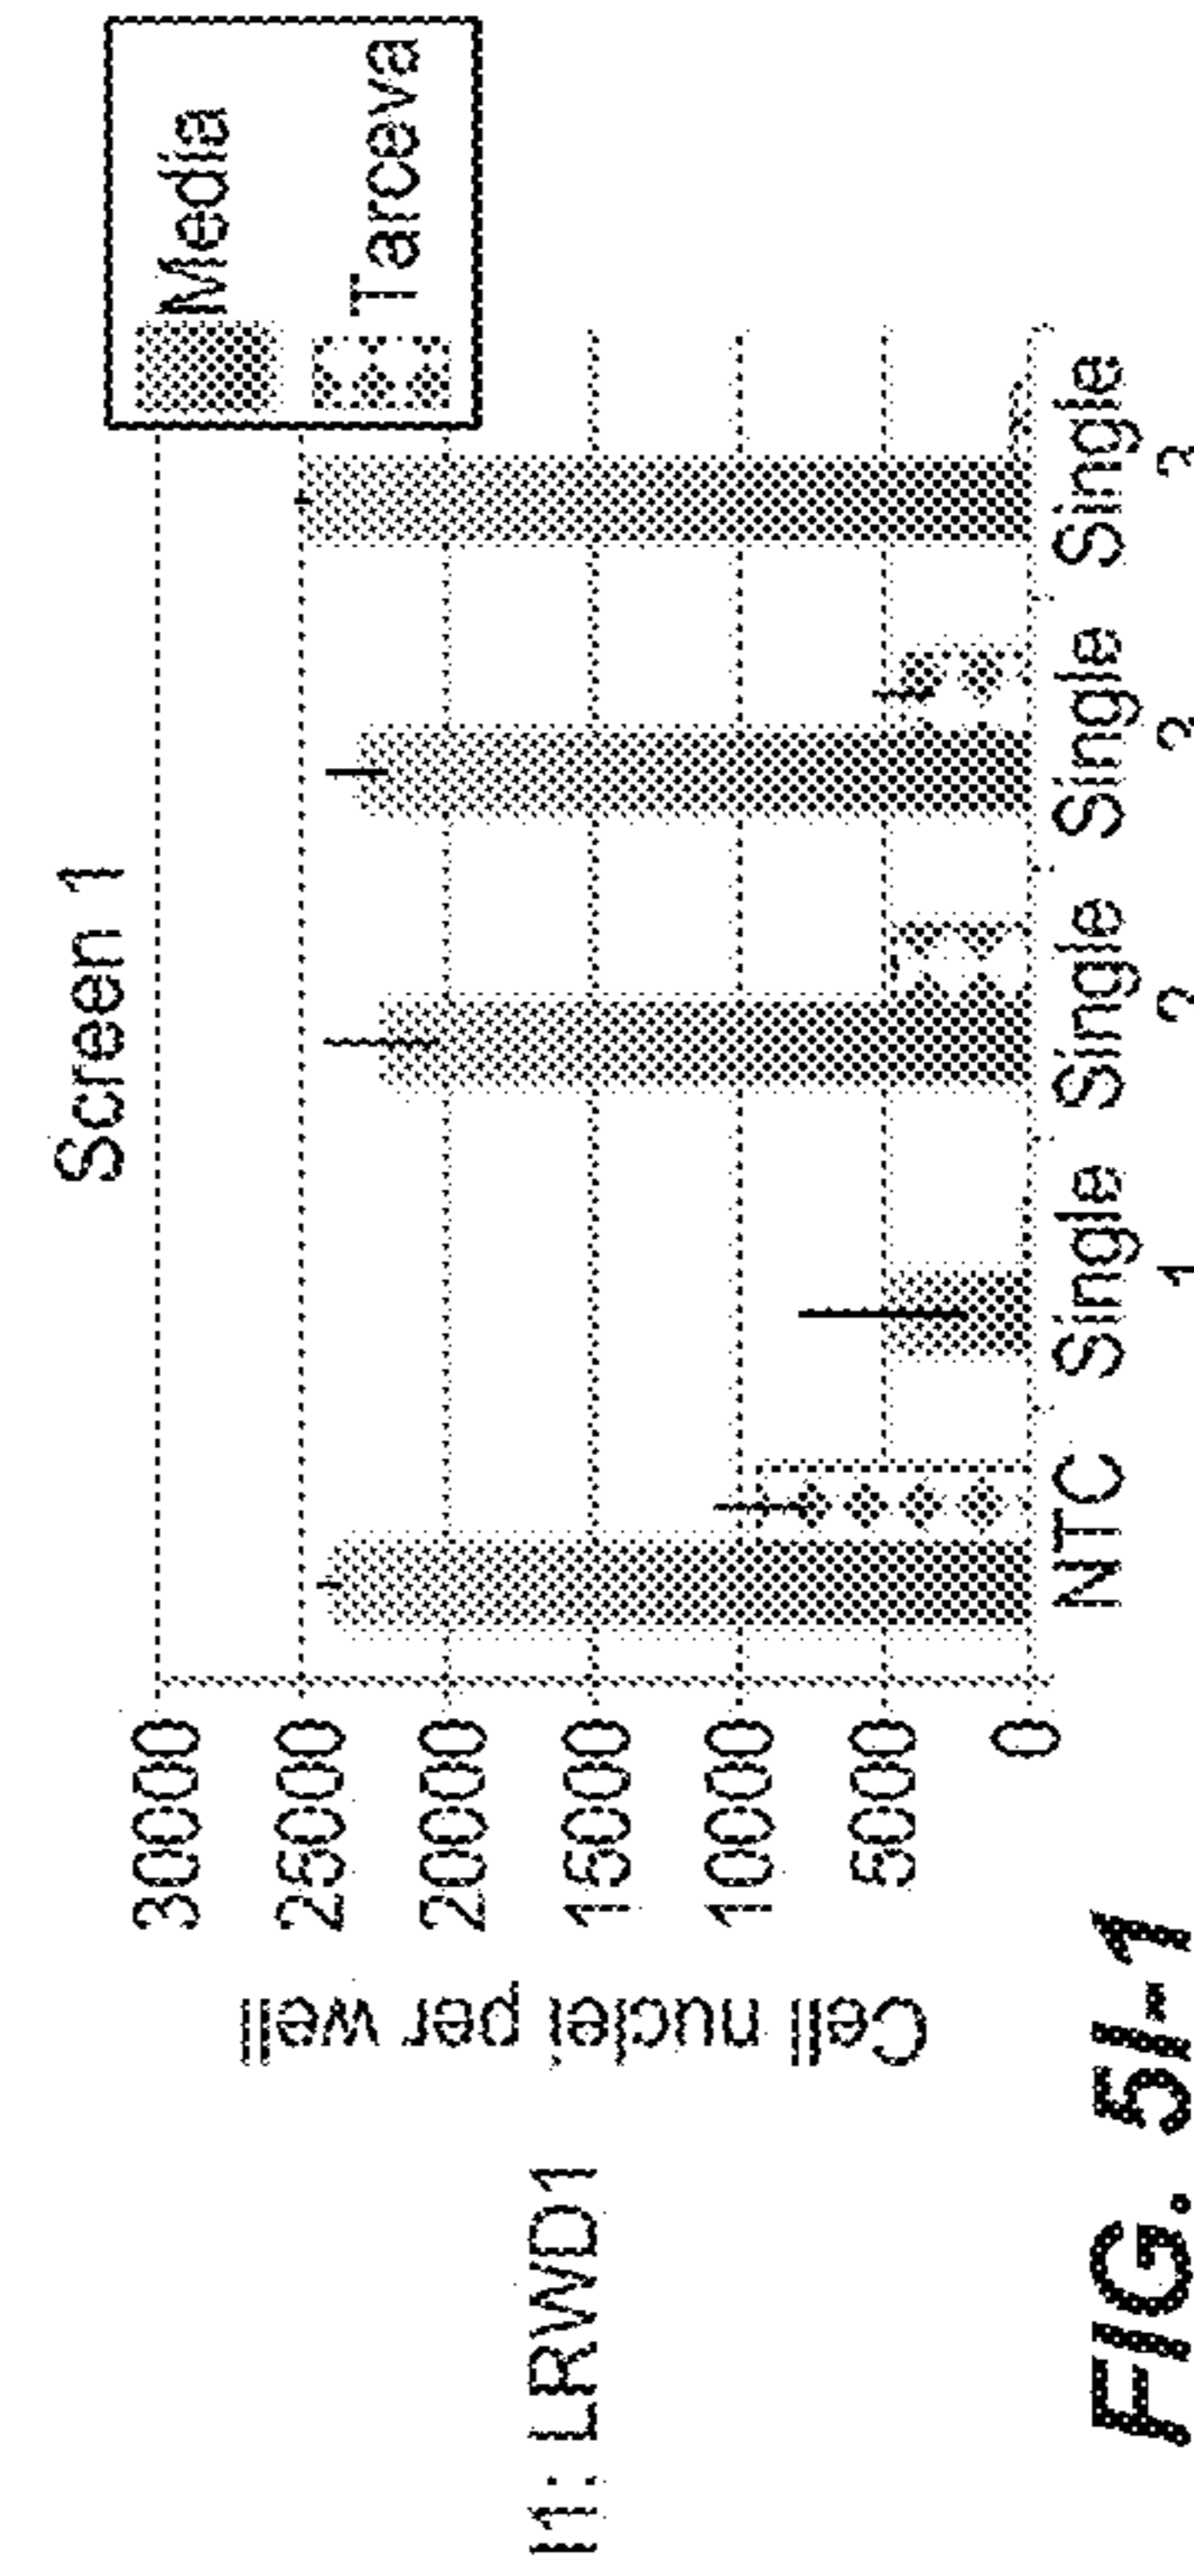 Screen 1
I1: LRWD1
Cell nuclei per well
30000
25000
20000
15000
10000
5000
0
Media
Tarceva
NTC Single Single Single Single
1
FIG. 5I-1